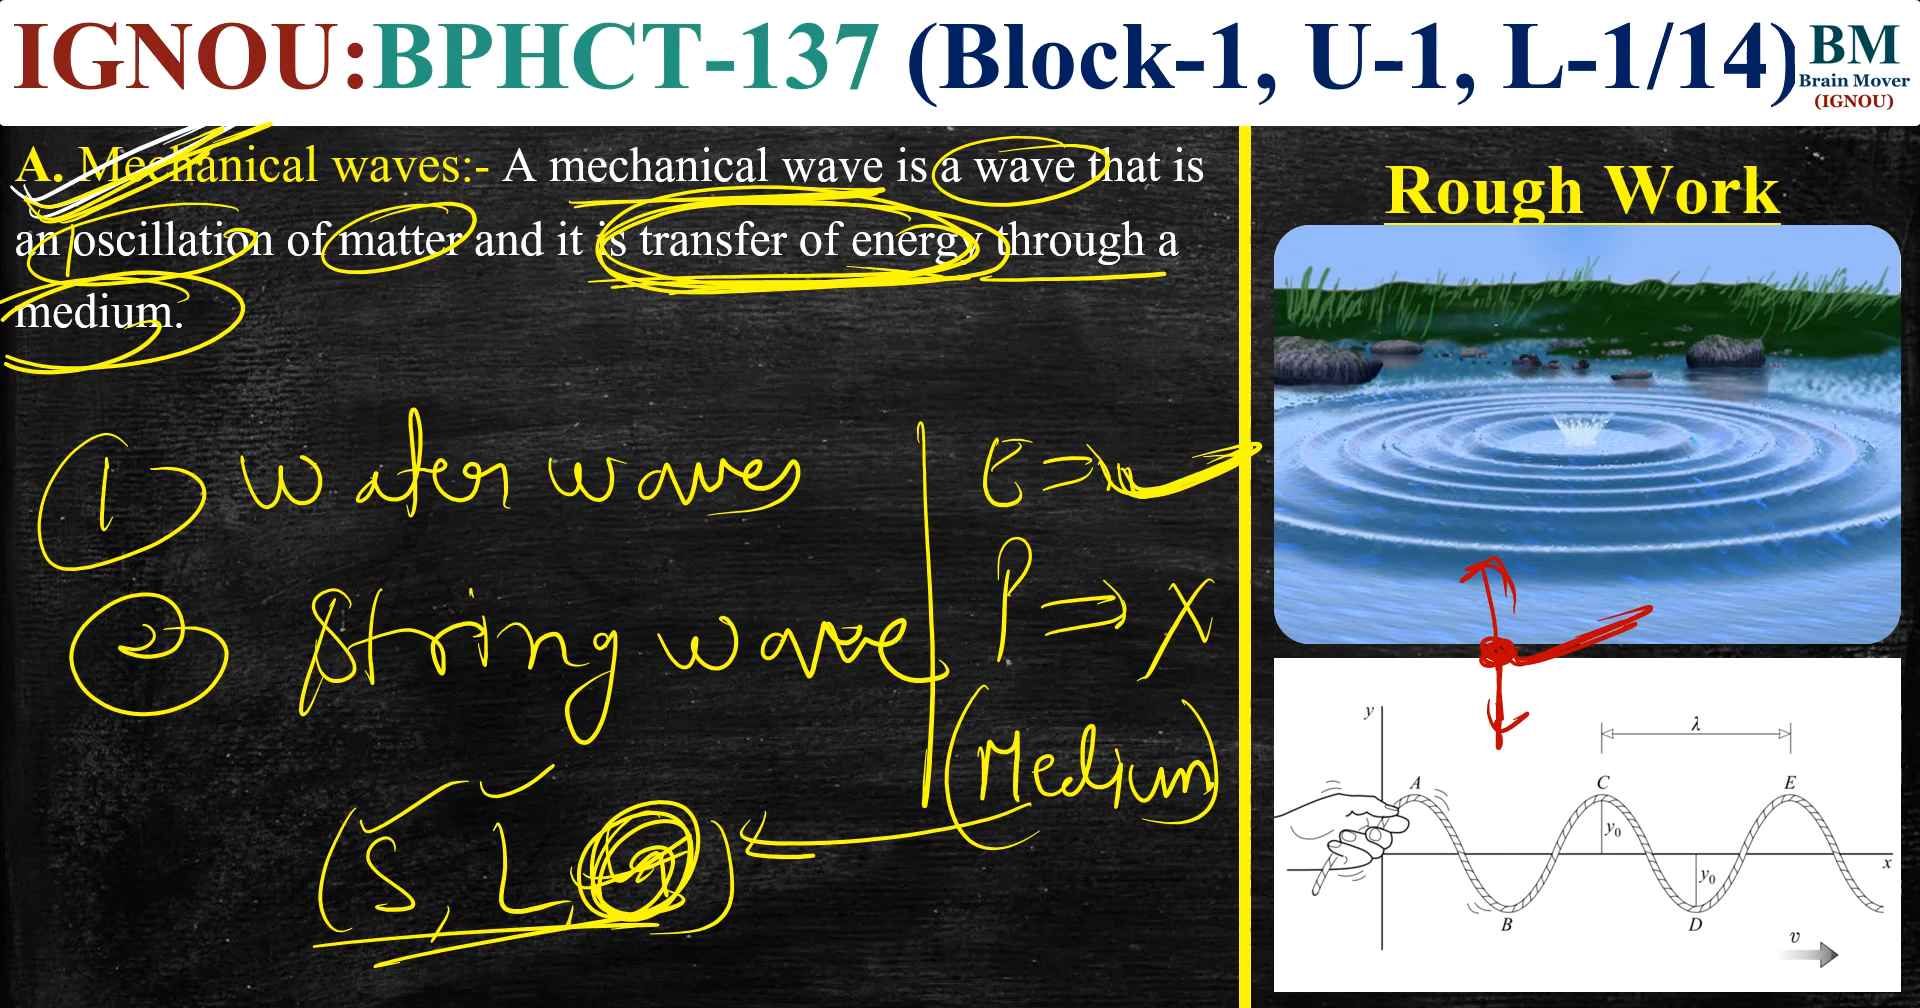 IGNOU:BPHCT-137 (Block-1, U-1, L-1/14)
BM
Brain Mover
(IGNOU)
A. Mechanical waves:- A mechanical wave is a wave that is
an oscillation of matter and it is transfer of energy through a
medium.
1 Water waves
2 String wave
(S, L, G)
E ⇒
P ⇒ X
(Medium)
Rough Work
y
λ
A
C
E
y₀
x
y₀
B
D
v